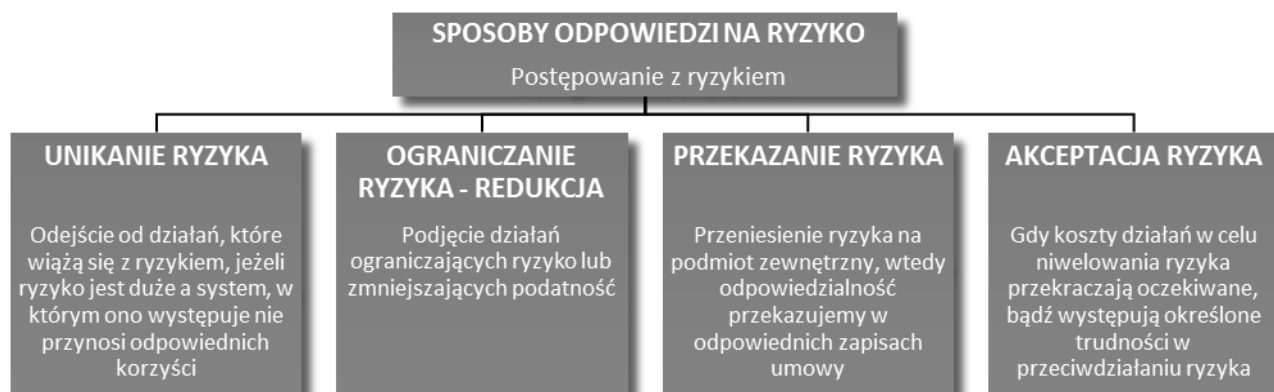 SPOSOBY ODPOWIEDZI NA RYZYKO
Postępowanie z ryzykiem
UNIKANIE RYZYKA
Odejście od działań, które
wiążą się z ryzykiem, jeżeli
ryzyko jest duże a system, w
którym ono występuje nie
przynosi odpowiednich
korzyści
OGRANICZANIE
RYZYKA - REDUKCJA
Podjęcie działań
ograniczających ryzyko lub
zmniejszających podatność
PRZEKAZANIE RYZYKA
Przeniesienie ryzyka na
podmiot zewnętrzny, wtedy
odpowiedzialność
przekazujemy w
odpowiednich zapisach
umowy
AKCEPTACJA RYZYKA
Gdy koszty działań w celu
niwelowania ryzyka
przekraczają oczekiwane,
bądź występują określone
trudności w
przeciwdziałaniu ryzyka